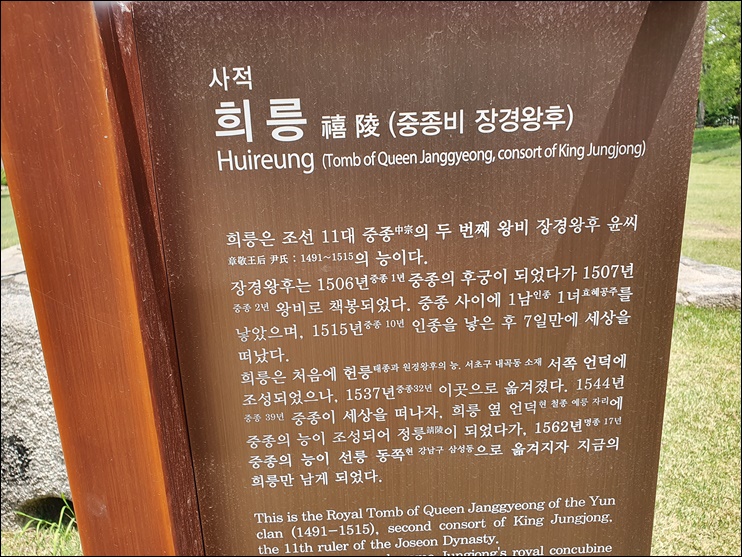 사적
희릉 禧陵 (중종비 장경왕후)
Huireung (Tomb of Queen Janggyeong, consort of King Jungjong)
희릉은 조선 11대 중종中宗의 두 번째 왕비 장경왕후 윤씨
章敬王后 尹氏 : 1491~1515의 능이다.
장경왕후는 1506년중종 1년 중종의 후궁이 되었다가 1507년
중종 2년 왕비로 책봉되었다. 중종 사이에 1남인종 1녀효혜공주를
낳았으며, 1515년중종 10년 인종을 낳은 후 7일만에 세상을
떠났다.
희릉은 처음에 헌릉태종과 원경왕후의 능. 서초구 내곡동 소재 서쪽 언덕에
조성되었으나, 1537년중종32년 이곳으로 옮겨졌다. 1544년
중종 39년 중종이 세상을 떠나자, 희릉 옆 언덕현 철종 예릉 자리에
중종의 능이 조성되어 정릉靖陵이 되었다가, 1562년명종 17년
중종의 능이 선릉 동쪽현 강남구 삼성동으로 옮겨지자 지금의
희릉만 남게 되었다.
This is the Royal Tomb of Queen Janggyeong of the Yun
clan (1491-1515), second consort of King Jungjong,
the 11th ruler of the Joseon Dynasty.
Jungjong's royal concubine